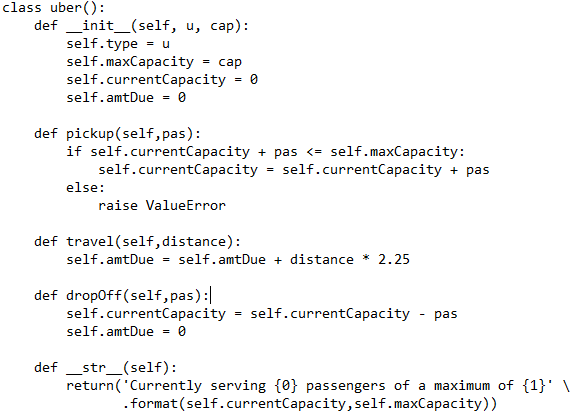 class uber():
    def __init__(self, u, cap):
        self.type = u
        self.maxCapacity = cap
        self.currentCapacity = 0
        self.amtDue = 0

    def pickup(self,pas):
        if self.currentCapacity + pas <= self.maxCapacity:
            self.currentCapacity = self.currentCapacity + pas
        else:
            raise ValueError

    def travel(self,distance):
        self.amtDue = self.amtDue + distance * 2.25

    def dropOff(self,pas):
        self.currentCapacity = self.currentCapacity - pas
        self.amtDue = 0

    def __str__(self):
        return('Currently serving {0} passengers of a maximum of {1}' \
               .format(self.currentCapacity,self.maxCapacity))